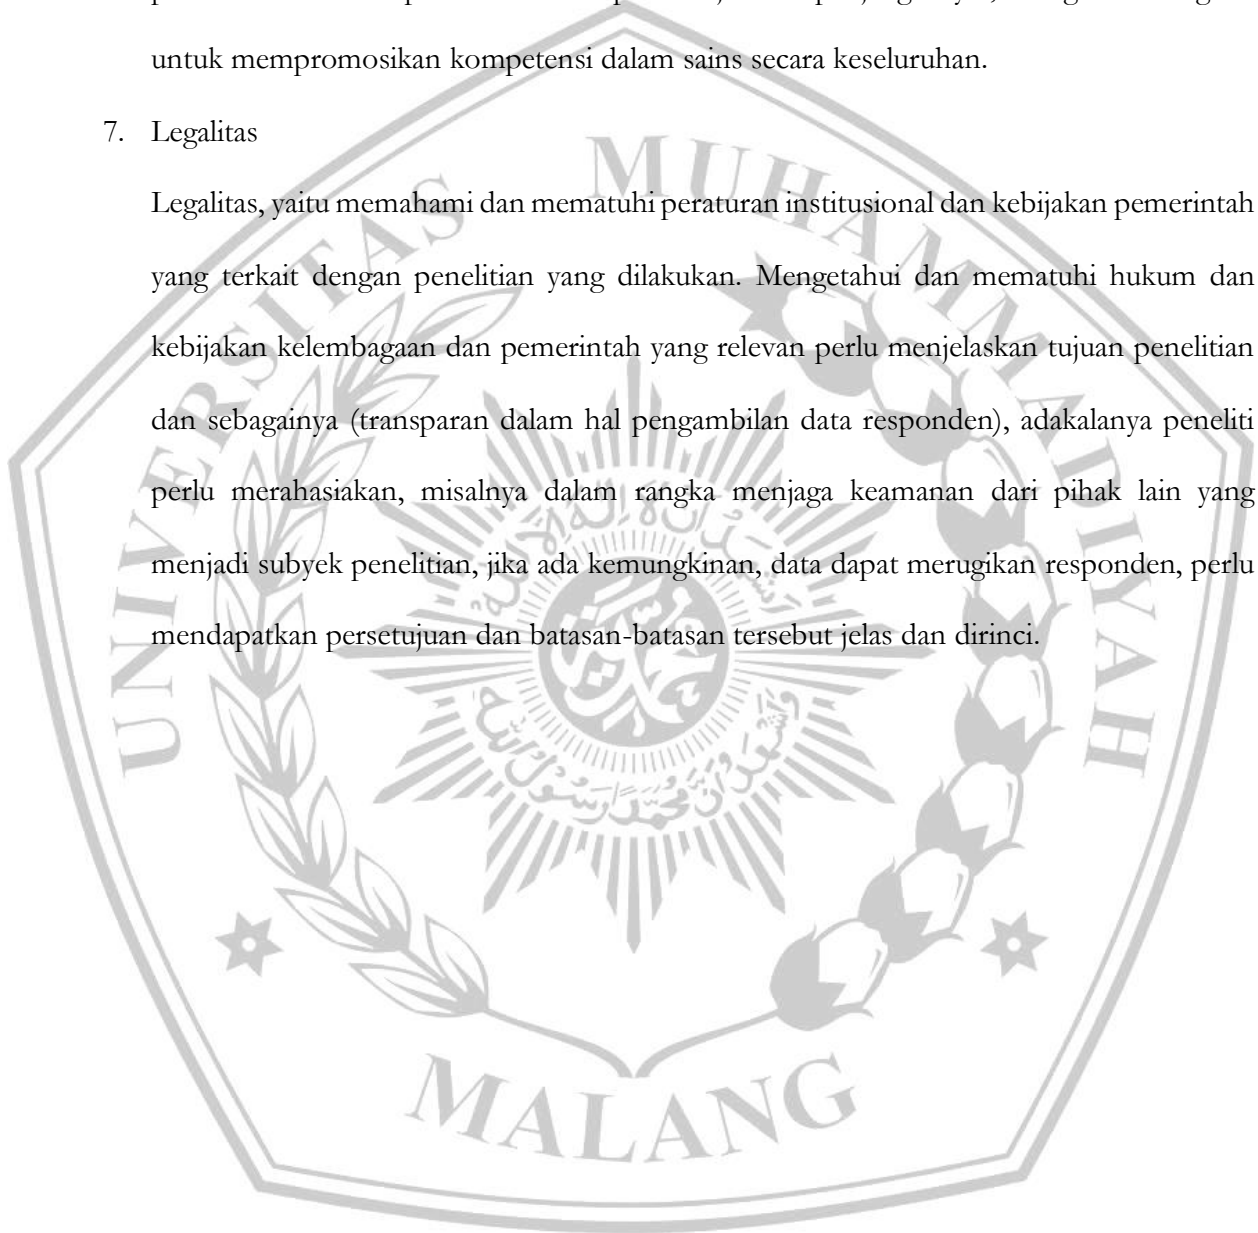 untuk mempromosikan kompetensi dalam sains secara keseluruhan.
7. Legalitas
Legalitas, yaitu memahami dan mematuhi peraturan institusional dan kebijakan pemerintah
yang terkait dengan penelitian yang dilakukan. Mengetahui dan mematuhi hukum dan
kebijakan kelembagaan dan pemerintah yang relevan perlu menjelaskan tujuan penelitian
dan sebagainya (transparan dalam hal pengambilan data responden), adakalanya peneliti
perlu merahasiakan, misalnya dalam rangka menjaga keamanan dari pihak lain yang
menjadi subyek penelitian, jika ada kemungkinan, data dapat merugikan responden, perlu
mendapatkan persetujuan dan batasan-batasan tersebut jelas dan dirinci.
UNIVERSITAS MUHAMMADIYAH
MALANG